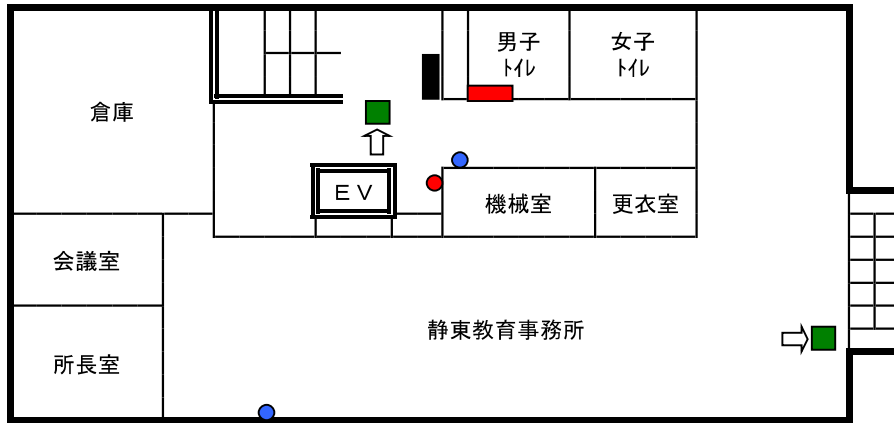 男子
トイレ
女子
トイレ
倉庫
ＥＶ
機械室
更衣室
会議室
静東教育事務所
所長室